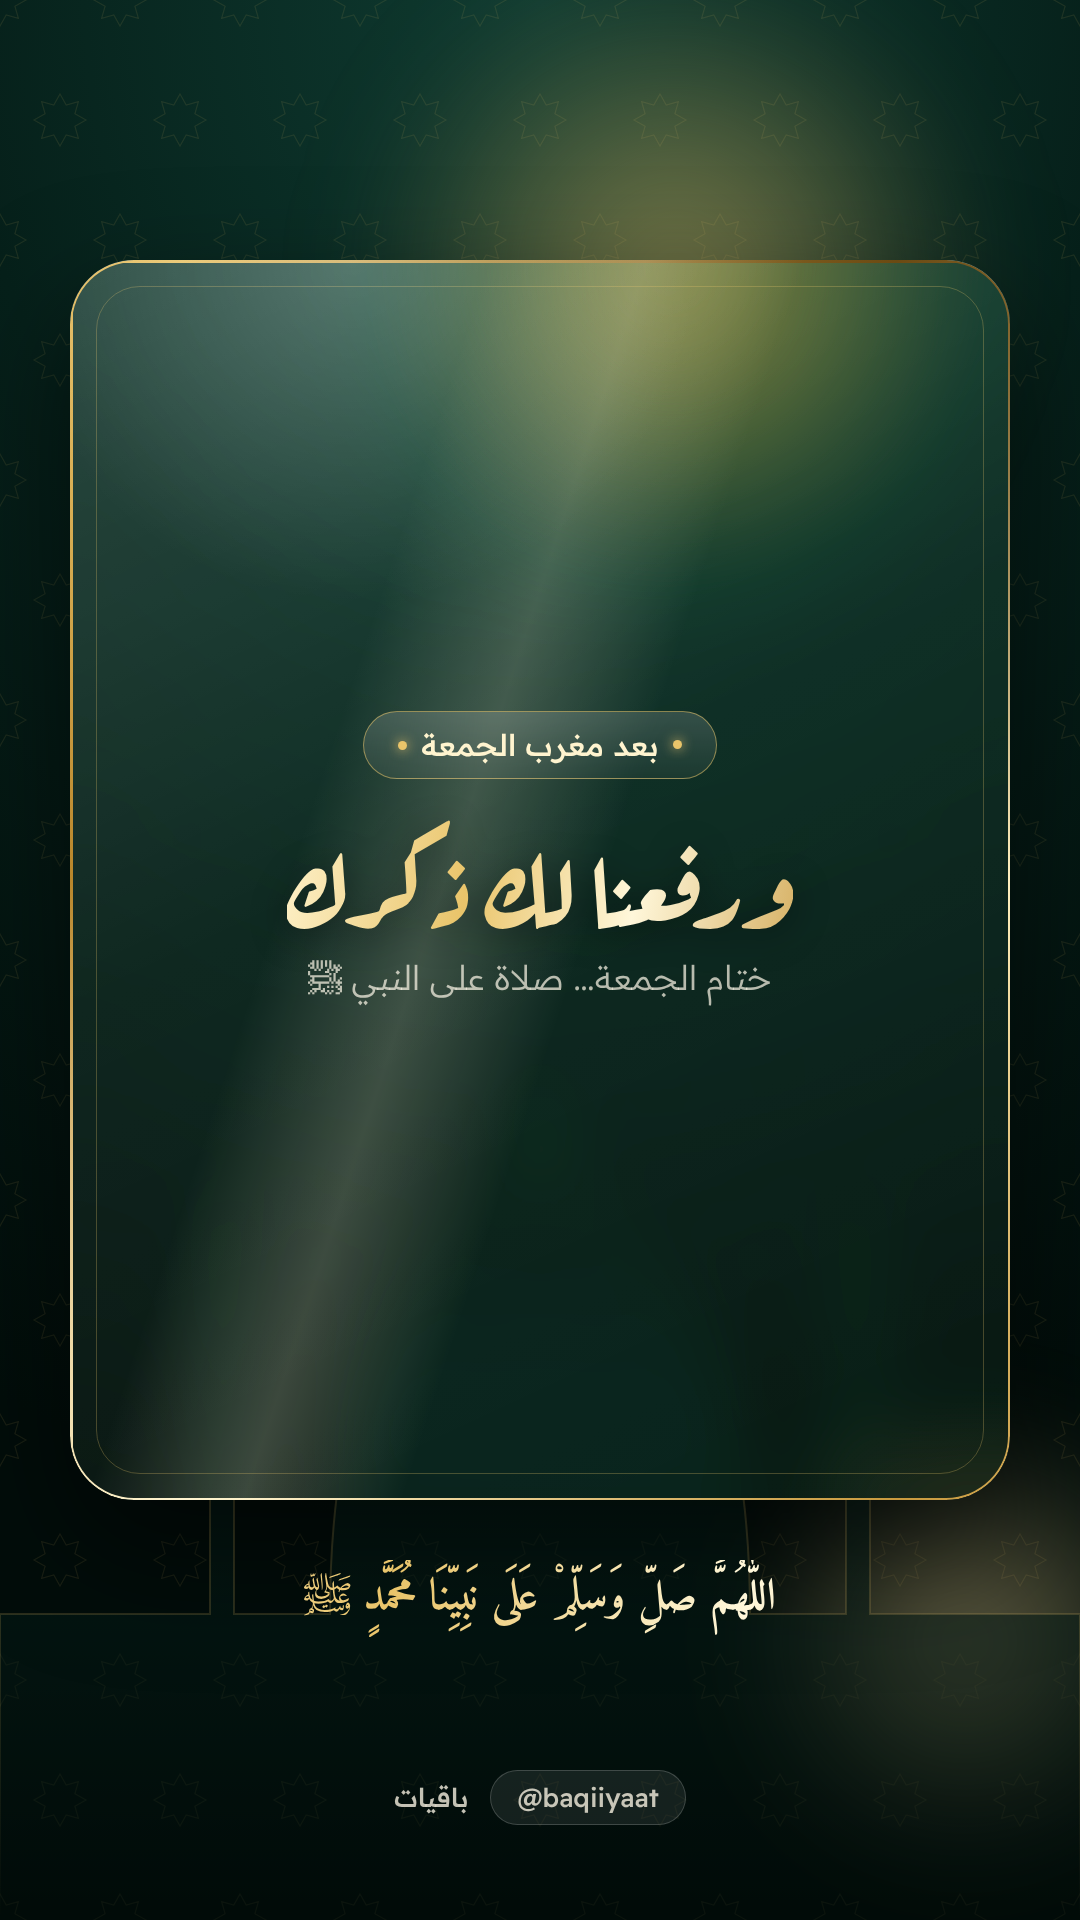 بعد مغرب الجمعة
ورفعنا لك ذكرك
ختام الجمعة... صلاة على النبي ﷺ
اللَّهُمَّ صَلِّ وَسَلِّمْ عَلَى نَبِيِّنَا مُحَمَّدٍ ﷺ
باقيات @baqiiyaat